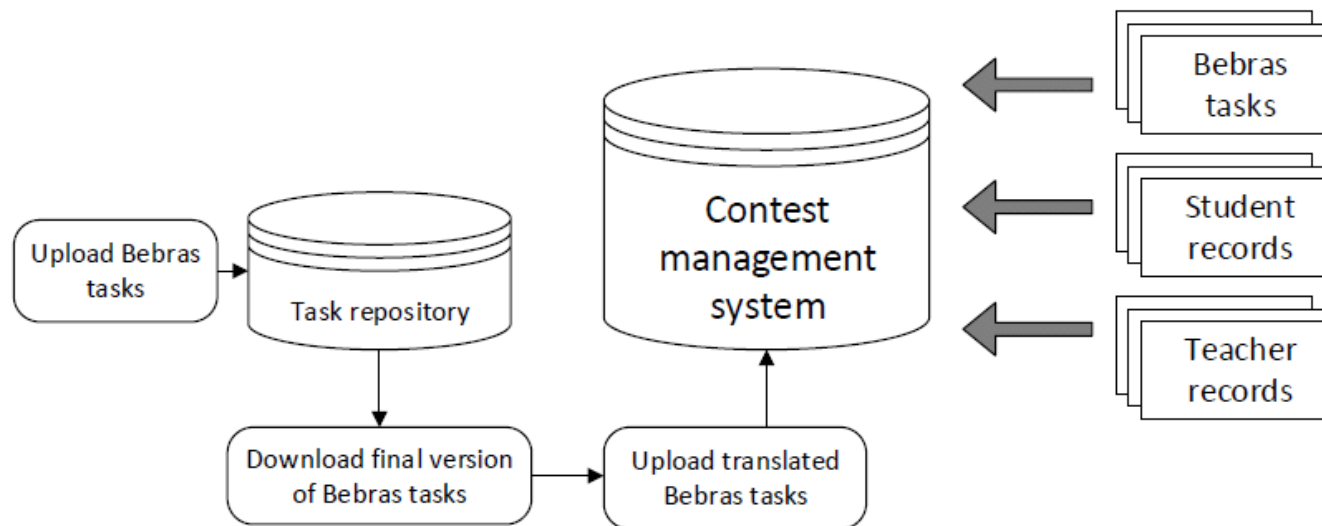 Upload Bebras
tasks
Task repository
Download final version
of Bebras tasks
Upload translated
Bebras tasks
Contest
management
system
Bebras
tasks
Student
records
Teacher
records